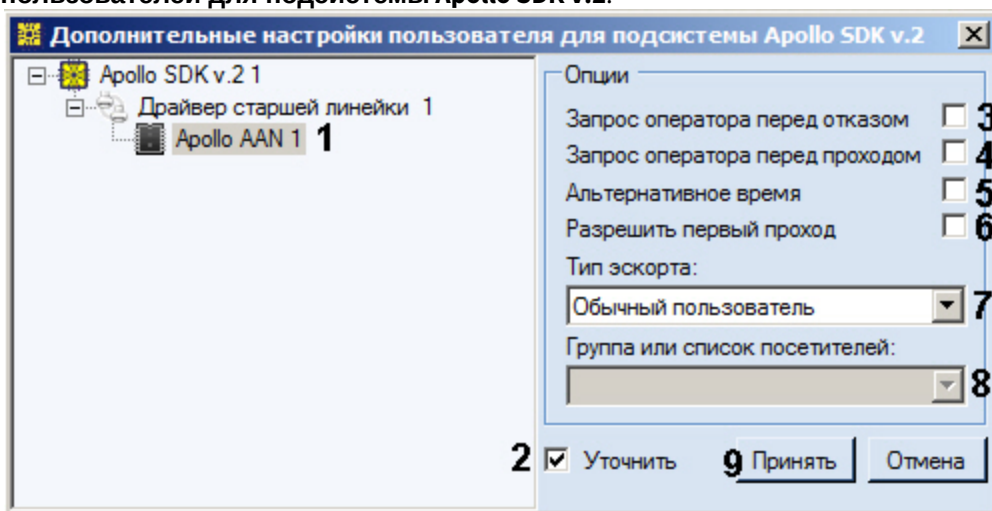 пользователей для подсистемы Apollo SDK v.2.
Дополнительные настройки пользователя для подсистемы Apollo SDK v.2
Apollo SDK v.2 1
Драйвер старшей линейки 1
Apollo AAN 1 1
Опции
Запрос оператора перед отказом 3
Запрос оператора перед проходом 4
Альтернативное время 5
Разрешить первый проход 6
Тип эскорта:
Обычный пользователь 7
Группа или список посетителей:
8
2 Уточнить 9 Принять Отмена